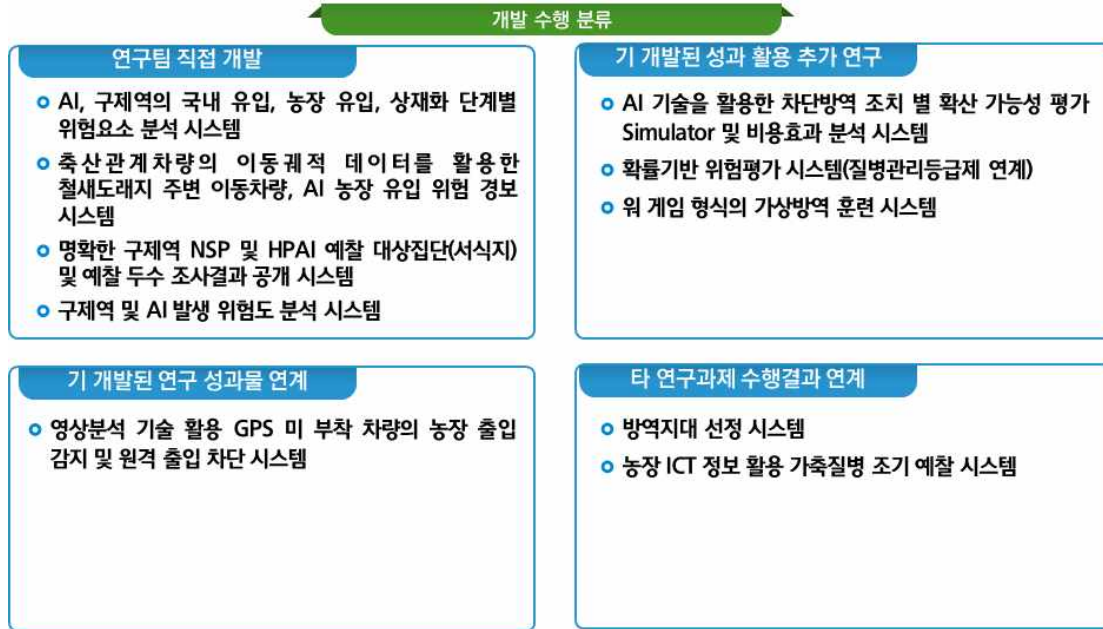 개발 수행 분류
연구팀 직접 개발
AI, 구제역의 국내 유입, 농장 유입, 상재화 단계별
위험요소 분석 시스템
축산관계차량의 이동궤적 데이터를 활용한
철새도래지 주변 이동차량, AI 농장 유입 위험 경보
시스템
명확한 구제역 NSP 및 HPAI 예찰 대상집단(서식지)
및 예찰 두수 조사결과 공개 시스템
구제역 및 AI 발생 위험도 분석 시스템
기 개발된 성과 활용 추가 연구
AI 기술을 활용한 차단방역 조치 별 확산 가능성 평가
Simulator 및 비용효과 분석 시스템
확률기반 위험평가 시스템(질병관리등급제 연계)
워 게임 형식의 가상방역 훈련 시스템
기 개발된 연구 성과물 연계
영상분석 기술 활용 GPS 미 부착 차량의 농장 출입
감지 및 원격 출입 차단 시스템
타 연구과제 수행결과 연계
방역지대 선정 시스템
농장 ICT 정보 활용 가축질병 조기 예찰 시스템